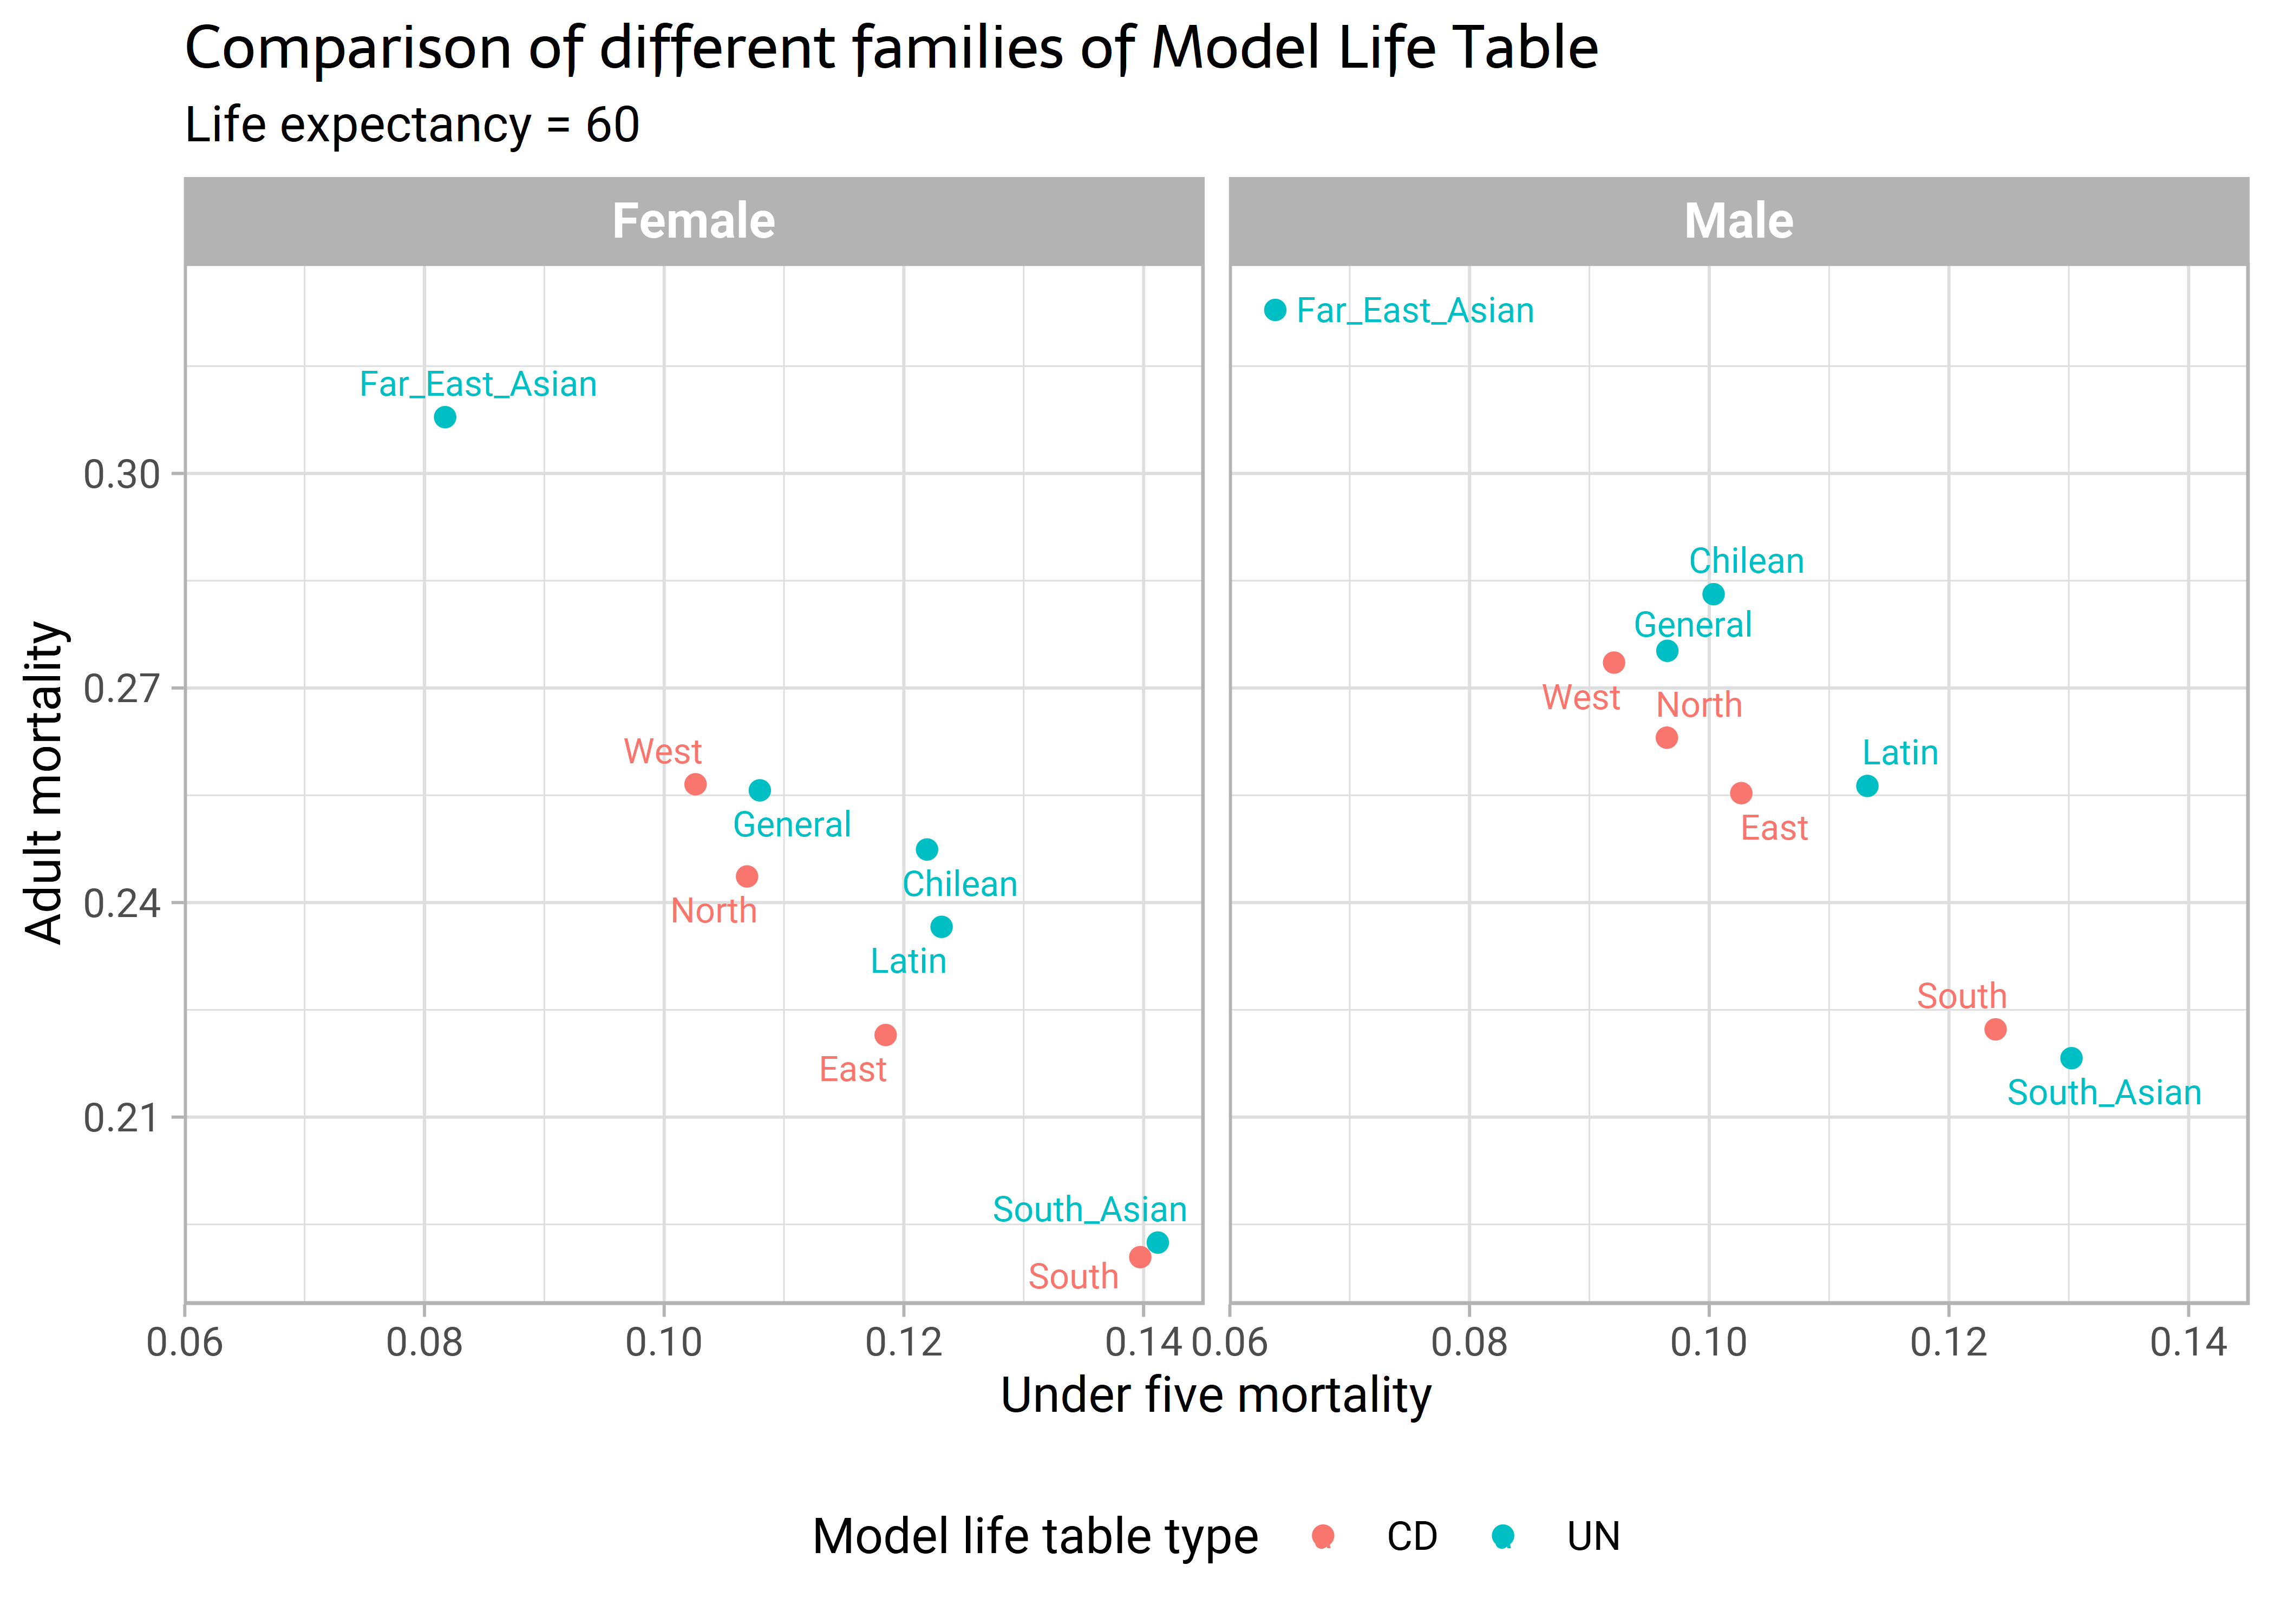 Comparison of different families of Model Life Table
Life expectancy = 60
Female
Male
Far_East_Asian
Far_East_Asian
0.30
Chilean
General
0.27
West
North
West
Latin
General
East
Chilean
0.24
North
Latin
South
East
South_Asian
0.21
South_Asian
South
Adult mortality
0.06 0.08 0.10 0.12 0.14 0.06 0.08 0.10 0.12 0.14
Under five mortality
Model life table type CD UN